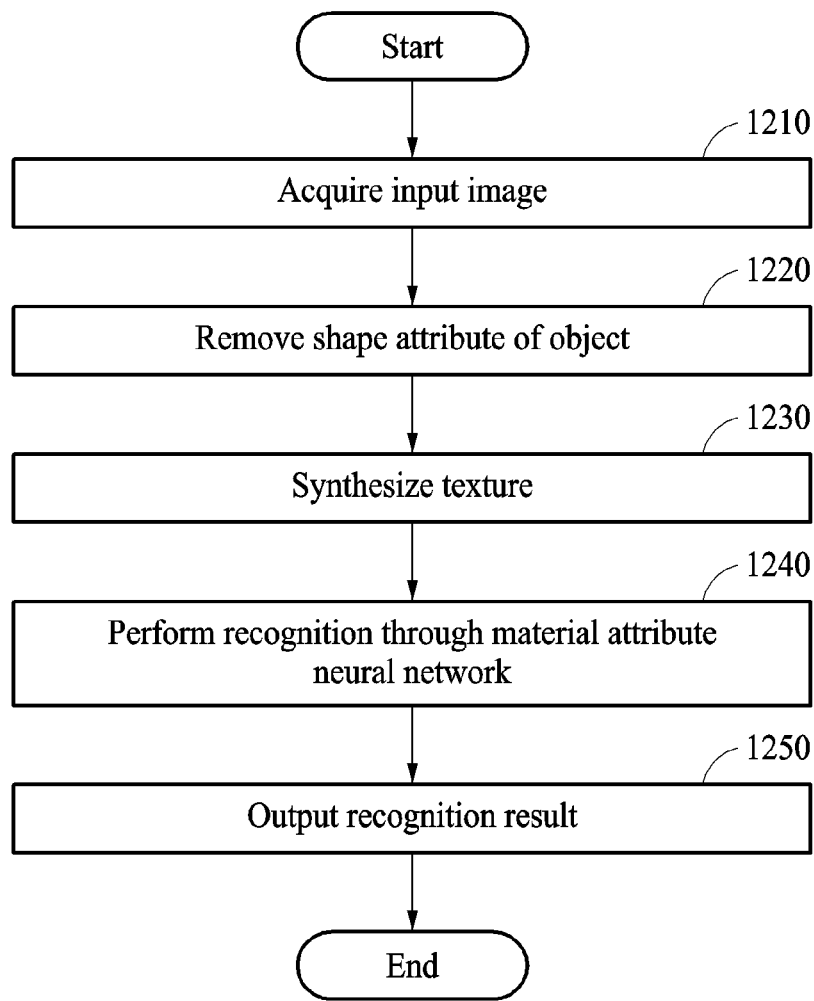 Start
1210
Acquire input image
1220
Remove shape attribute of object
1230
Synthesize texture
1240
Perform recognition through material attribute
neural network
1250
Output recognition result
End